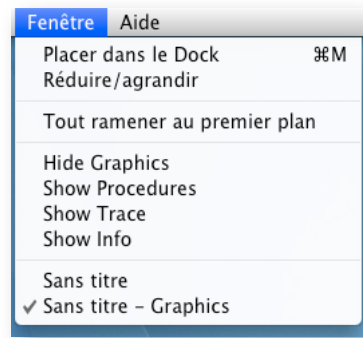 Fenêtre Aide
Placer dans le Dock ⌘M
Réduire/agrandir
Tout ramener au premier plan
Hide Graphics
Show Procedures
Show Trace
Show Info
Sans titre
✓ Sans titre – Graphics